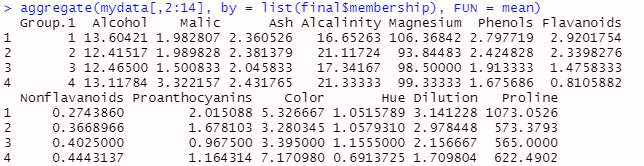 > aggregate(mydata[,2:14], by = list(final$membership), FUN = mean)
  Group.1  Alcohol    Malic      Ash Alcalinity Magnesium  Phenols Flavanoids
1       1 13.60421 1.982807 2.360526   16.65263 106.36842 2.797719  2.9201754
2       2 12.41517 1.989828 2.381379   21.11724  93.84483 2.424828  2.3398276
3       3 12.46500 1.500833 2.045833   17.34167  98.50000 1.913333  1.4758333
4       4 13.11784 3.322157 2.431765   21.33333  99.33333 1.675686  0.8105882
  Nonflavanoids Proanthocyanins    Color       Hue Dilution   Proline
1     0.2743860        2.015088 5.326667 1.0515789 3.141228 1073.0526
2     0.3668966        1.678103 3.280345 1.0579310 2.978448  573.3793
3     0.4025000        0.967500 3.395000 1.1555000 2.156667  565.0000
4     0.4443137        1.164314 7.170980 0.6913725 1.709804  622.4902